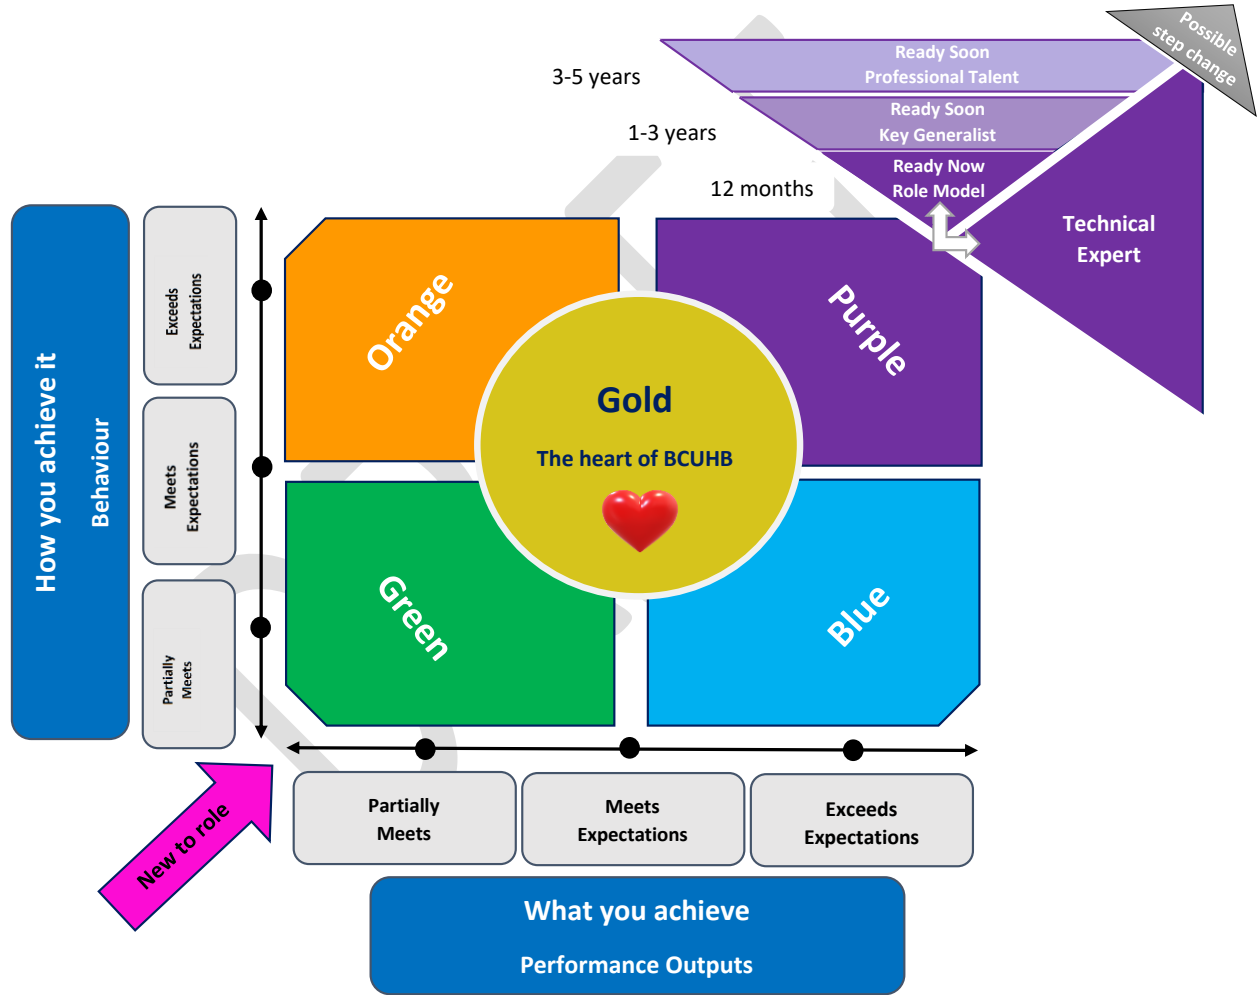 Possible
step change
3-5 years
Ready Soon
Professional Talent
1-3 years
Ready Soon
Key Generalist
12 months
Ready Now
Role Model
Technical
Expert
How you achieve it
Behaviour
Exceeds
Expectations
Meets
Expectations
Partially
Meets
Orange
Purple
Gold
The heart of BCUHB
Green
Blue
New to role
Partially
Meets
Meets
Expectations
Exceeds
Expectations
What you achieve
Performance Outputs